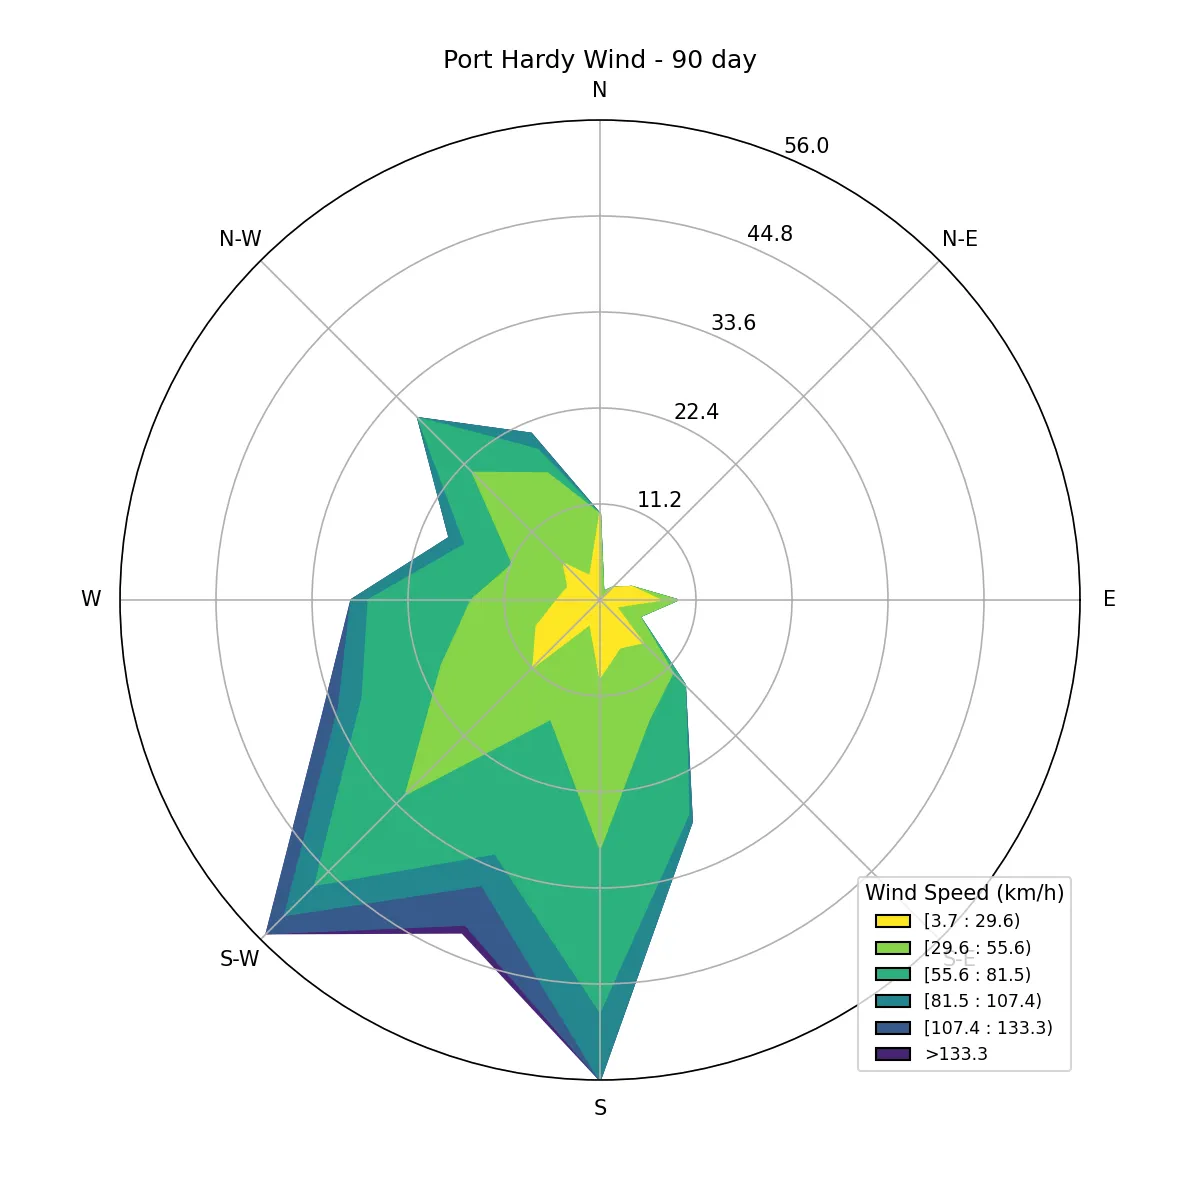 Port Hardy Wind - 90 day
N
56.0
N-W
44.8
N-E
33.6
22.4
11.2
W
E
S-W
S-E
S
Wind Speed (km/h)
[3.7 : 29.6)
[29.6 : 55.6)
[55.6 : 81.5)
[81.5 : 107.4)
[107.4 : 133.3)
>133.3